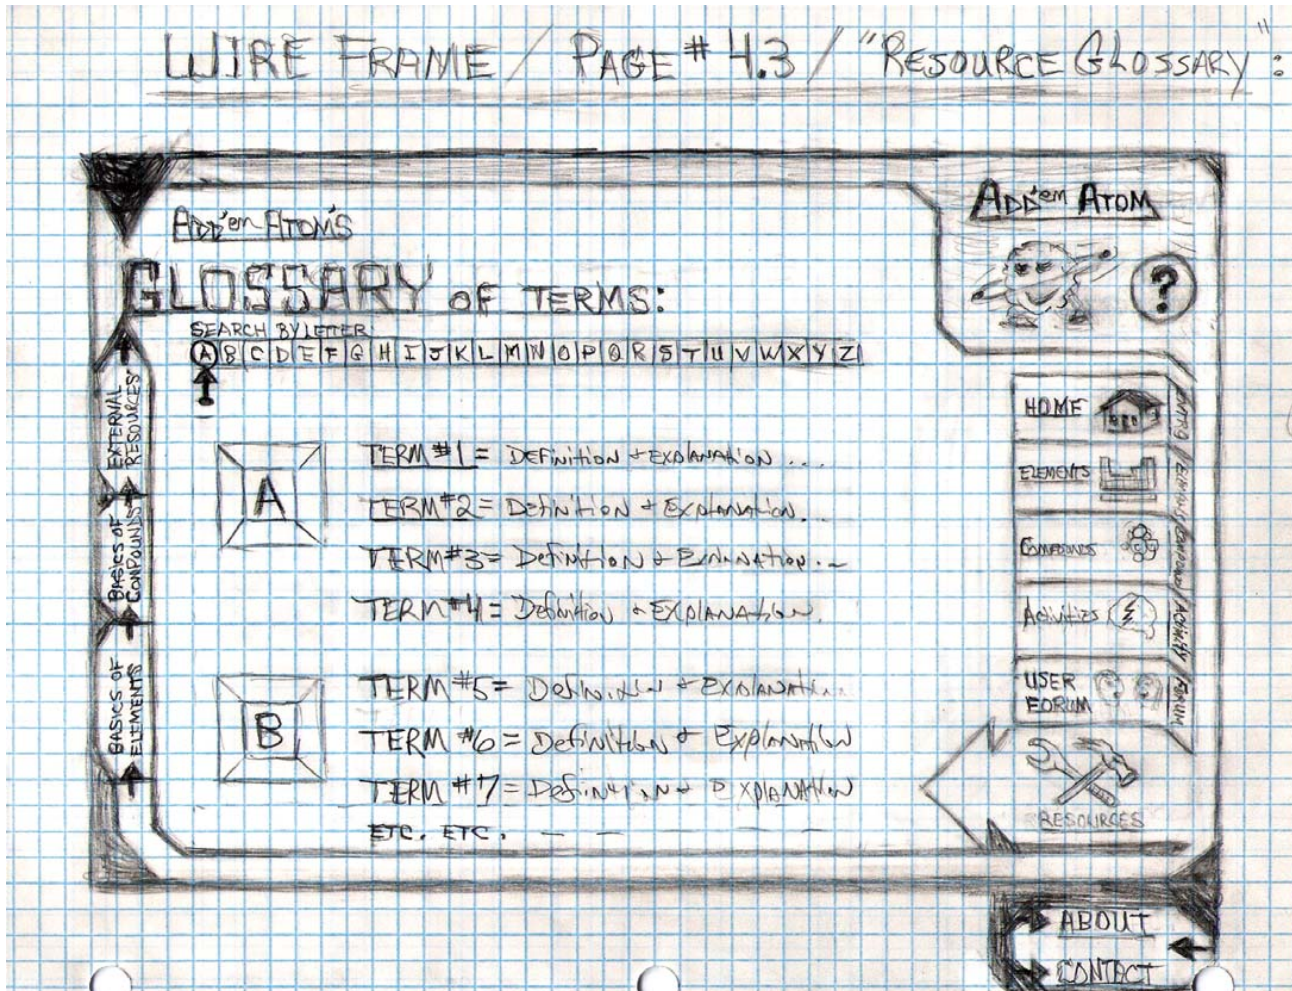 WIRE FRAME / PAGE # 4.3 / "RESOURCE GLOSSARY":
ADD'em ATOM'S
GLOSSARY OF TERMS:
SEARCH BY LETTER
A B C D E F G H I J K L M N O P Q R S T U V W X Y Z
A
TERM #1 = DEFINITION + EXPLANATION ...
TERM #2 = DEFINITION + EXPLANATION...
TERM #3 = DEFINITION +
TERM #4 = DEFINITION + EXPLANATION.
B
TERM #5 = + EXPLANATION...
TERM #6 = DEFINITION + EXPLANATION
TERM #7 = DEFINITION + EXPLANATION
ETC. ETC. — — — — —
EXTERNAL
RESOURCES
BASICS OF
COMPOUNDS
BASICS OF
ELEMENTS
ADD'em ATOM
?
HOME
ELEMENTS
COMPOUNDS
ACTIVITIES
USER
FORUM
RESOURCES
ACTIVITY
FORUM
ABOUT
CONTACT